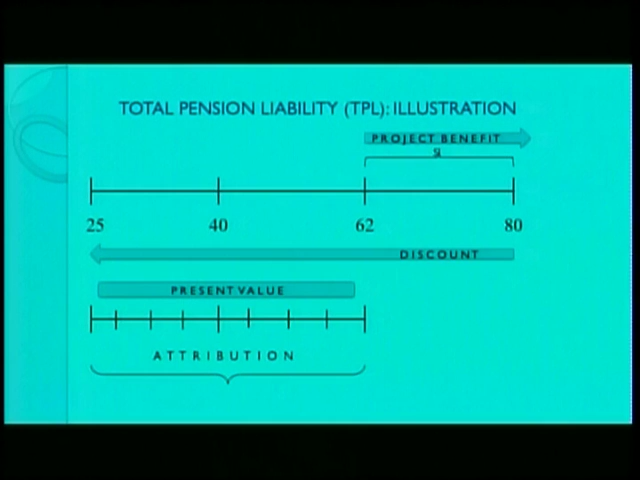 TOTAL PENSION LIABILITY (TPL): ILLUSTRATION
PROJECT BENEFIT
S
25 40 62 80
DISCOUNT
PRESENT VALUE
ATTRIBUTION